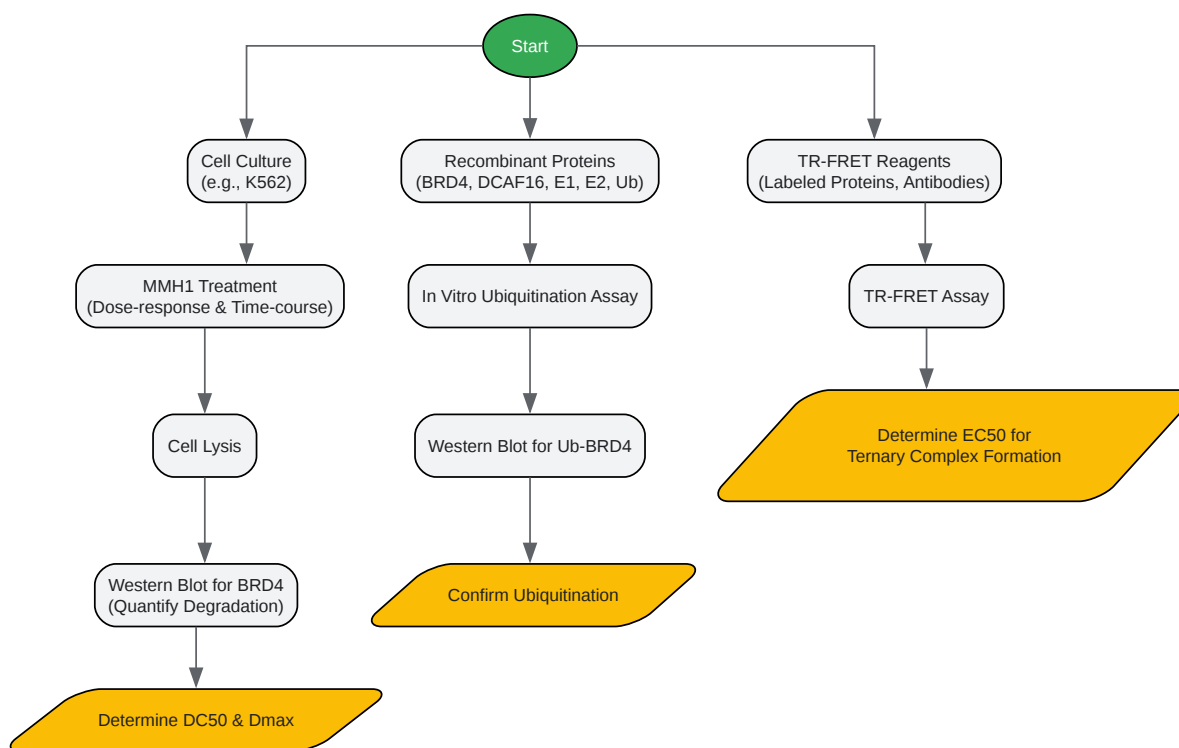 Start
Cell Culture
(e.g., K562)
Recombinant Proteins
(BRD4, DCAF16, E1, E2, Ub)
TR-FRET Reagents
(Labeled Proteins, Antibodies)
MMH1 Treatment
(Dose-response & Time-course)
In Vitro Ubiquitination Assay
TR-FRET Assay
Cell Lysis
Western Blot for Ub-BRD4
Determine EC50 for
Ternary Complex Formation
Western Blot for BRD4
(Quantify Degradation)
Confirm Ubiquitination
Determine DC50 & Dmax